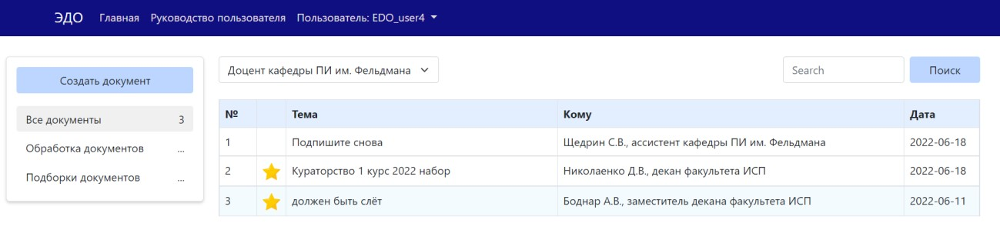 ЭДО Главная Руководство пользователя Пользователь: EDO_user4
Создать документ
Все документы 3
Обработка документов ...
Подборки документов ...
Доцент кафедры ПИ им. Фельдмана
Search Поиск
№ Тема Кому Дата
1 Подпишите снова Щедрин С.В., ассистент кафедры ПИ им. Фельдмана 2022-06-18
2 Кураторство 1 курс 2022 набор Николаенко Д.В., декан факультета ИСП 2022-06-18
3 должен быть слёт Боднар А.В., заместитель декана факультета ИСП 2022-06-11